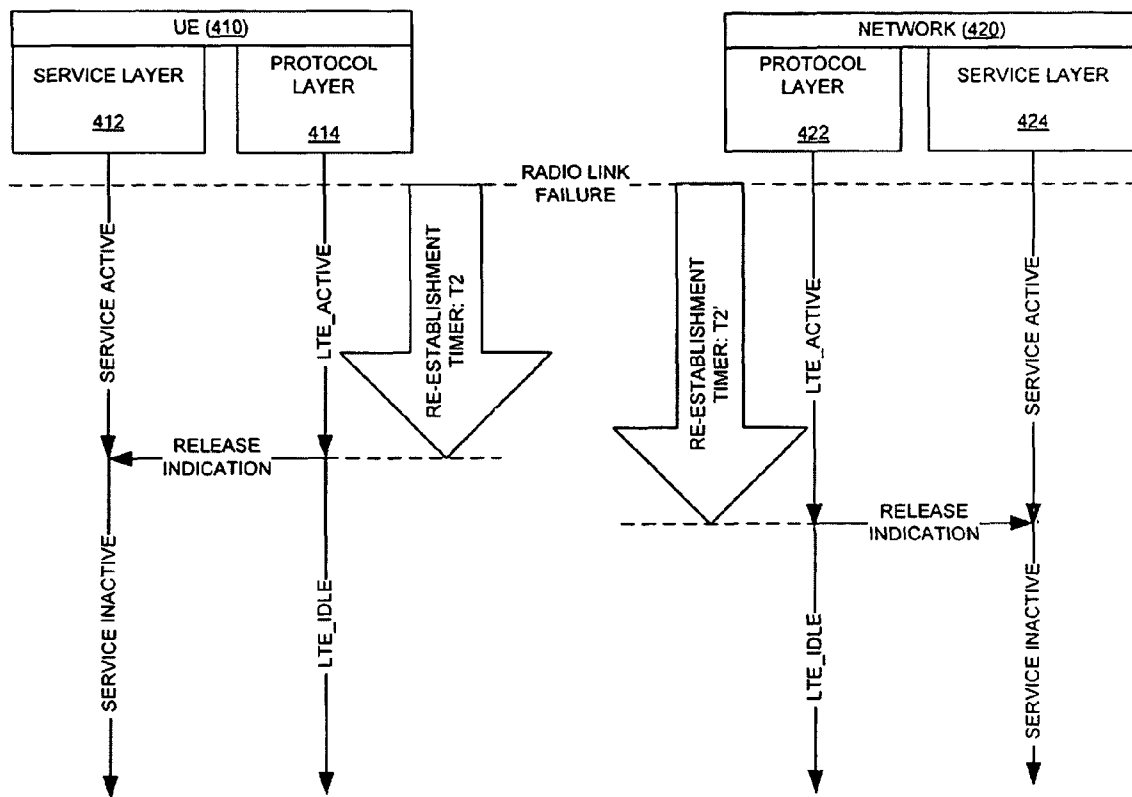 UE (410)
NETWORK (420)
SERVICE LAYER
412
PROTOCOL
LAYER
414
PROTOCOL
LAYER
422
SERVICE LAYER
424
RADIO LINK
FAILURE
SERVICE ACTIVE
LTE_ACTIVE
RE-ESTABLISHMENT
TIMER: T2
RE-ESTABLISHMENT
TIMER: T2'
LTE_ACTIVE
SERVICE ACTIVE
RELEASE
INDICATION
RELEASE
INDICATION
SERVICE INACTIVE
LTE_IDLE
LTE_IDLE
SERVICE INACTIVE